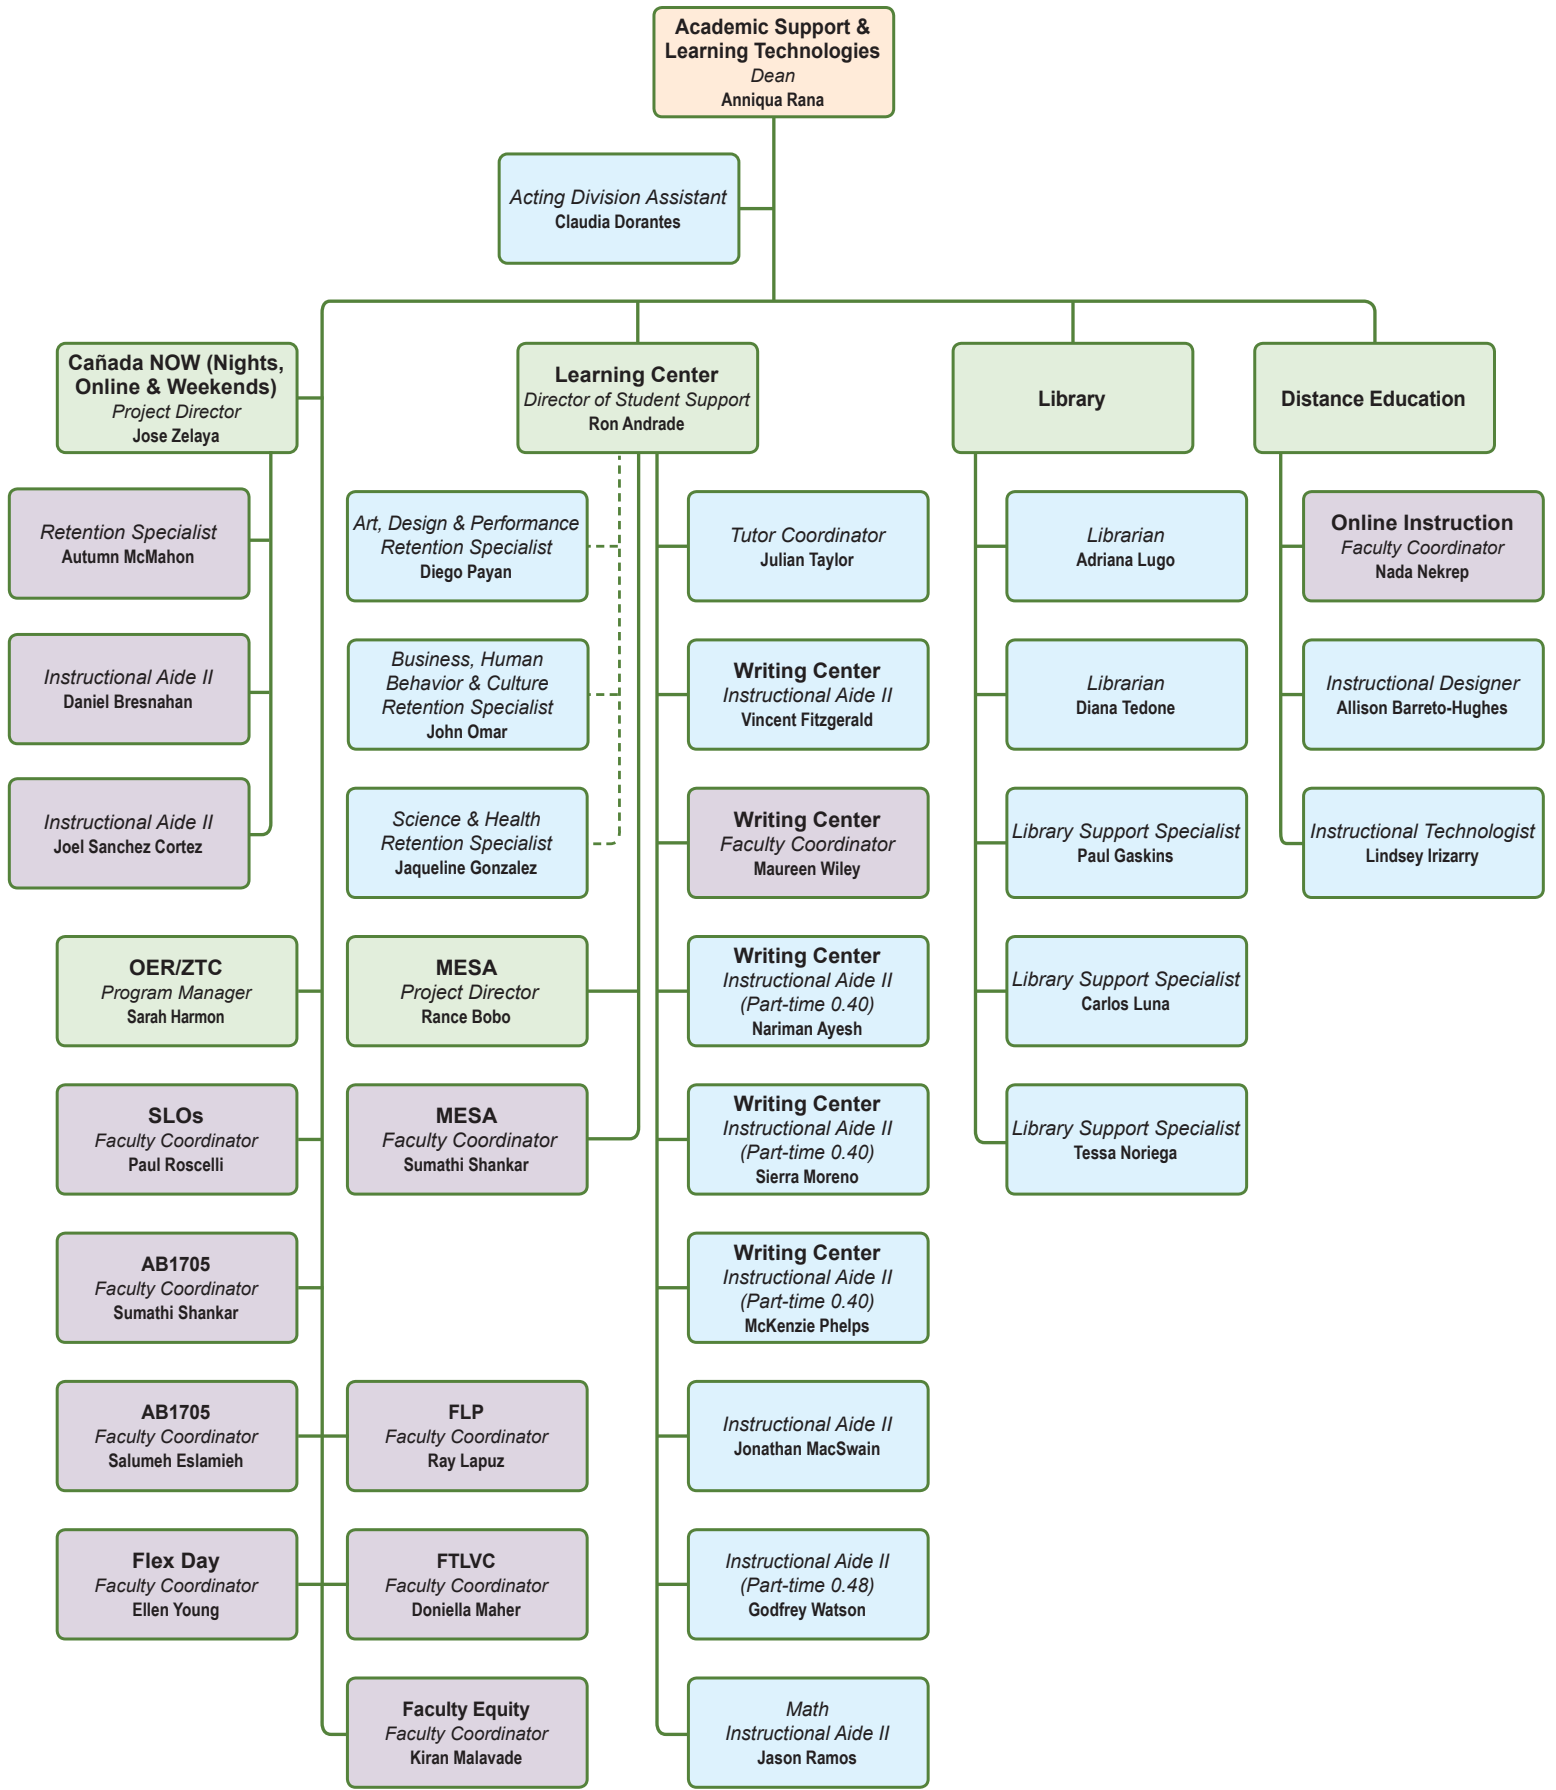 Academic Support &
Learning Technologies
Dean
Anniqua Rana
Acting Division Assistant
Claudia Dorantes
Cañada NOW (Nights,
Online & Weekends)
Project Director
Jose Zelaya
Learning Center
Director of Student Support
Ron Andrade
Library
Distance Education
Retention Specialist
Autumn McMahon
Art, Design & Performance
Retention Specialist
Diego Payan
Tutor Coordinator
Julian Taylor
Librarian
Adriana Lugo
Online Instruction
Faculty Coordinator
Nada Nekrep
Instructional Aide II
Daniel Bresnahan
Business, Human
Behavior & Culture
Retention Specialist
John Omar
Writing Center
Instructional Aide II
Vincent Fitzgerald
Librarian
Diana Tedone
Instructional Designer
Allison Barreto-Hughes
Instructional Aide II
Joel Sanchez Cortez
Science & Health
Retention Specialist
Jaqueline Gonzalez
Writing Center
Faculty Coordinator
Maureen Wiley
Library Support Specialist
Paul Gaskins
Instructional Technologist
Lindsey Irizarry
OER/ZTC
Program Manager
Sarah Harmon
MESA
Project Director
Rance Bobo
Writing Center
Instructional Aide II
(Part-time 0.40)
Nariman Ayesh
Library Support Specialist
Carlos Luna
SLOs
Faculty Coordinator
Paul Roscelli
MESA
Faculty Coordinator
Sumathi Shankar
Writing Center
Instructional Aide II
(Part-time 0.40)
Sierra Moreno
Library Support Specialist
Tessa Noriega
AB1705
Faculty Coordinator
Sumathi Shankar
Writing Center
Instructional Aide II
(Part-time 0.40)
McKenzie Phelps
AB1705
Faculty Coordinator
Salumeh Eslamieh
FLP
Faculty Coordinator
Ray Lapuz
Instructional Aide II
Jonathan MacSwain
Flex Day
Faculty Coordinator
Ellen Young
FTLVC
Faculty Coordinator
Doniella Maher
Instructional Aide II
(Part-time 0.48)
Godfrey Watson
Faculty Equity
Faculty Coordinator
Kiran Malavade
Math
Instructional Aide II
Jason Ramos